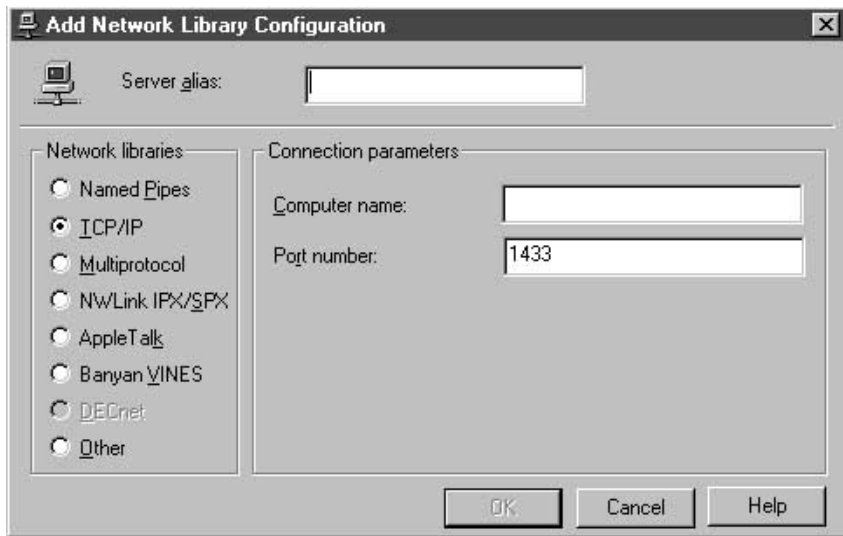 Add Network Library Configuration
Server alias:
Network libraries
Named Pipes
TCP/IP
Multiprotocol
NWLink IPX/SPX
AppleTalk
Banyan VINES
DECnet
Other
Connection parameters
Computer name:
Port number: 1433
OK Cancel Help